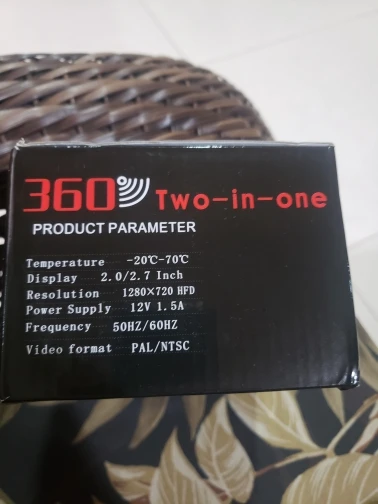 360° Two-in-one
PRODUCT PARAMETER
Temperature -20℃-70℃
Display 2.0/2.7 Inch
Resolution 1280×720 HFD
Power Supply 12V 1.5A
Frequency 50HZ/60HZ
Video format PAL/NTSC